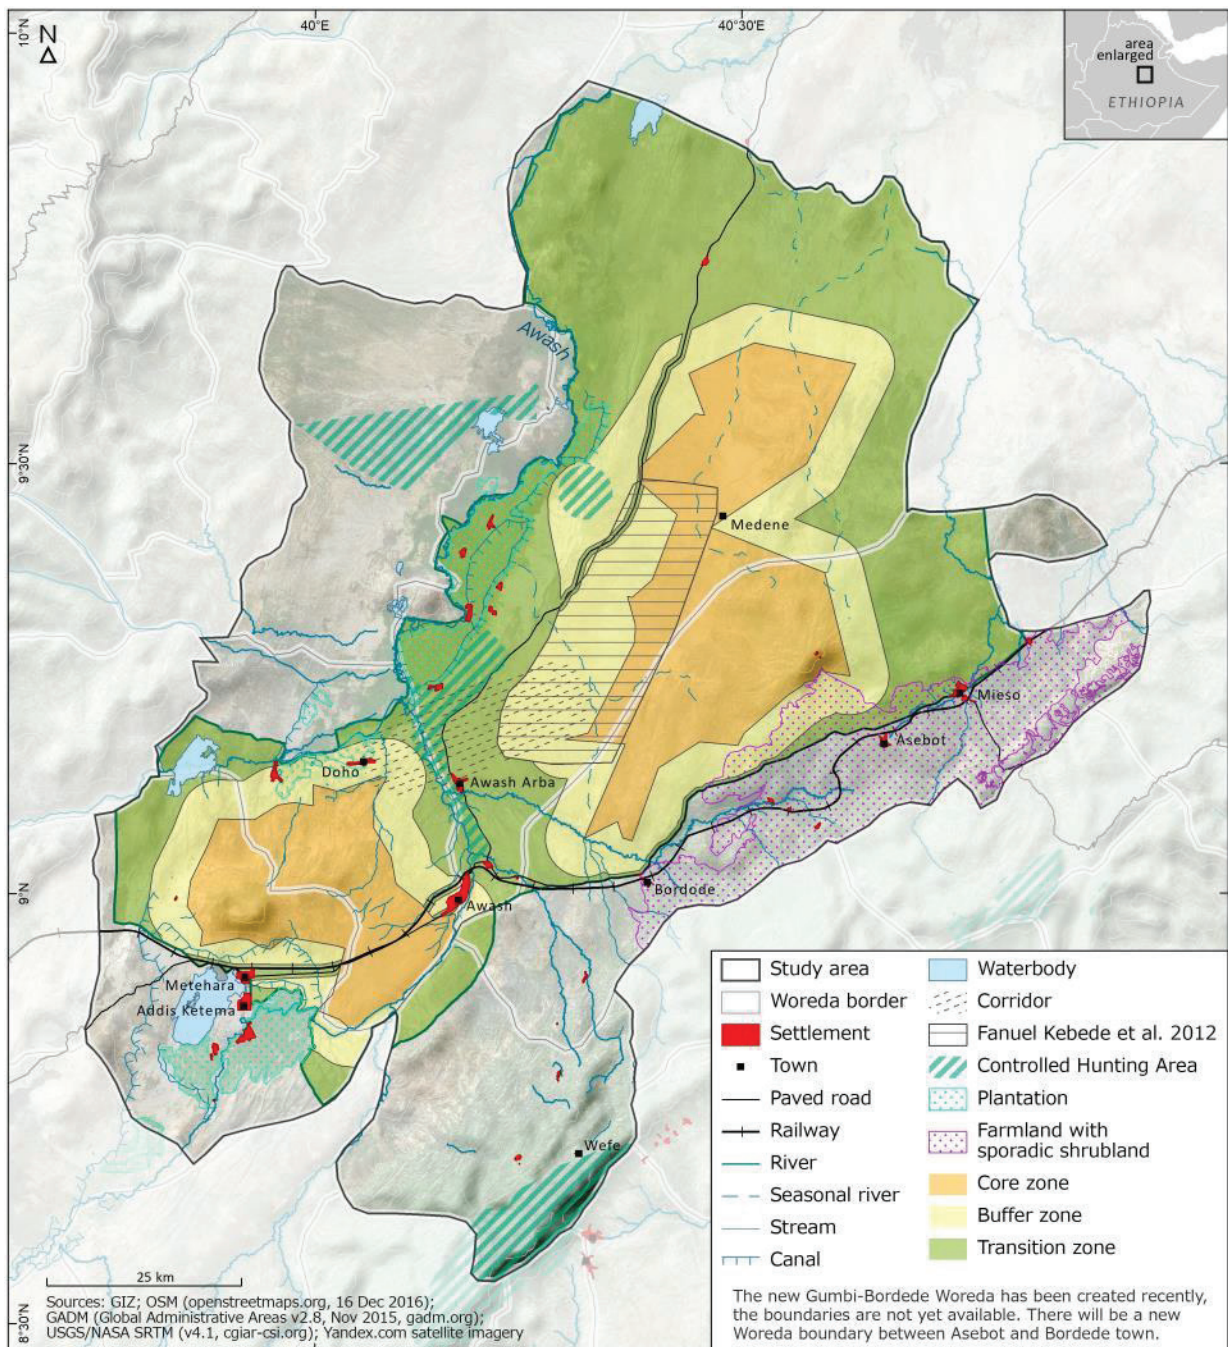 40°E
40°30'E
10°N
N
area
enlarged
ETHIOPIA
Awash
9°30'N
Medene
Mieso
Asebot
Doho
Awash Arba
Bordode
9°N
Awash
Metehara
Addis Ketema
Wefe
8°30'N
Study area
Woreda border
Settlement
Town
Paved road
Railway
River
Seasonal river
Stream
Canal
Waterbody
Corridor
Fanuel Kebede et al. 2012
Controlled Hunting Area
Plantation
Farmland with
sporadic shrubland
Core zone
Buffer zone
Transition zone
25 km
Sources: GIZ; OSM (openstreetmaps.org, 16 Dec 2016);
GADM (Global Administrative Areas v2.8, Nov 2015, gadm.org);
USGS/NASA SRTM (v4.1, cgiar-csi.org); Yandex.com satellite imagery
The new Gumbi-Bordede Woreda has been created recently,
the boundaries are not yet available. There will be a new
Woreda boundary between Asebot and Bordede town.